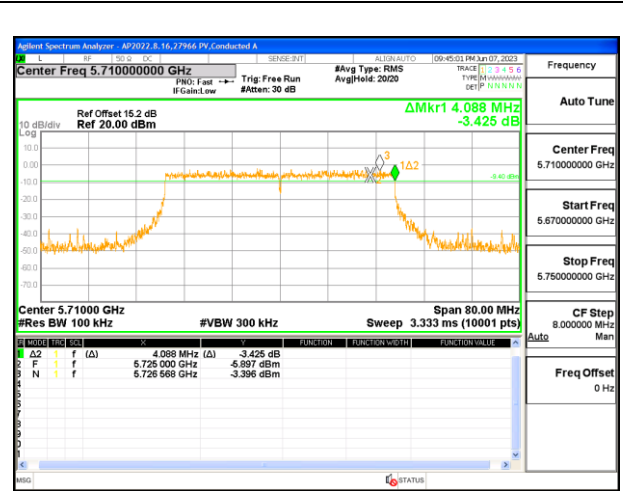 Agilent Spectrum Analyzer - AP2022.8.16,27966 PV,Conducted A
L RF 50 Ω DC SENSE:INT ALIGNAUTO 09:45:01 PM Jun 07, 2023
Center Freq 5.710000000 GHz
PNO: Fast
IFGain:Low
Trig: Free Run
#Atten: 30 dB
#Avg Type: RMS
Avg|Hold: 20/20
TRACE 1 2 3 4 5 6
TYPE M
DET P N N N N N
Frequency
Auto Tune
Center Freq
5.710000000 GHz
Start Freq
5.670000000 GHz
Stop Freq
5.750000000 GHz
CF Step
8.000000 MHz
Auto Man
Freq Offset
0 Hz
ΔMkr1 4.088 MHz
-3.425 dB
Ref Offset 15.2 dB
10 dB/div Ref 20.00 dBm
Log
10.0
0.00
-10.0
-20.0
-30.0
-40.0
-50.0
-60.0
-70.0
3
1Δ2
-9.40 dBm
Center 5.71000 GHz Span 80.00 MHz
#Res BW 100 kHz #VBW 300 kHz Sweep 3.333 ms (10001 pts)
MODE TRC SCL X Y FUNCTION FUNCTION WIDTH FUNCTION VALUE
1 Δ2 1 f (Δ) 4.088 MHz (Δ) -3.425 dB
2 F 1 f 5.725 000 GHz -5.897 dBm
3 N 1 f 5.726 568 GHz -3.396 dBm
4
5
6
7
8
9
MSG STATUS